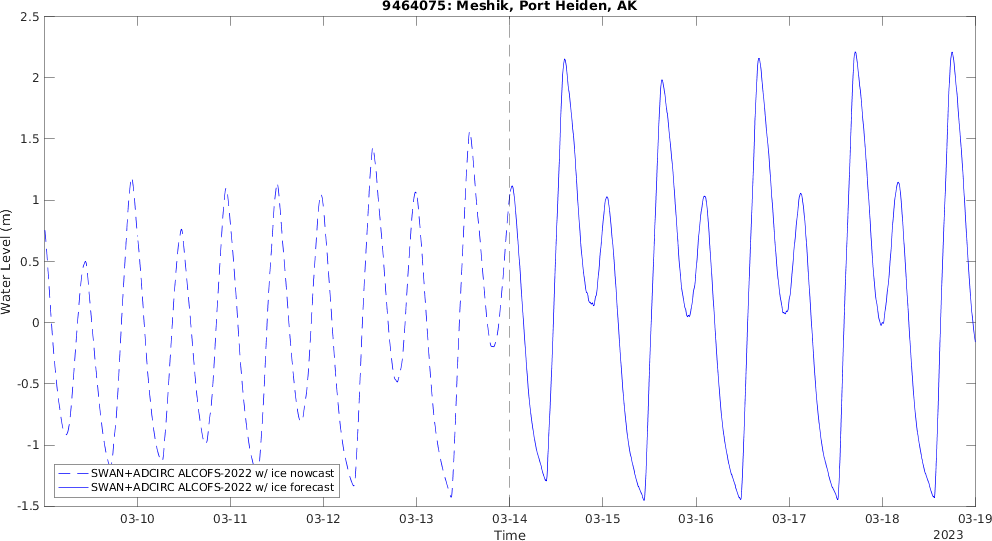 9464075: Meshik, Port Heiden, AK
2.5
2
1.5
1
0.5
0
-0.5
-1
-1.5
Water Level (m)
SWAN+ADCIRC ALCOFS-2022 w/ ice nowcast
SWAN+ADCIRC ALCOFS-2022 w/ ice forecast
03-10 03-11 03-12 03-13 03-14 03-15 03-16 03-17 03-18 03-19
Time
2023